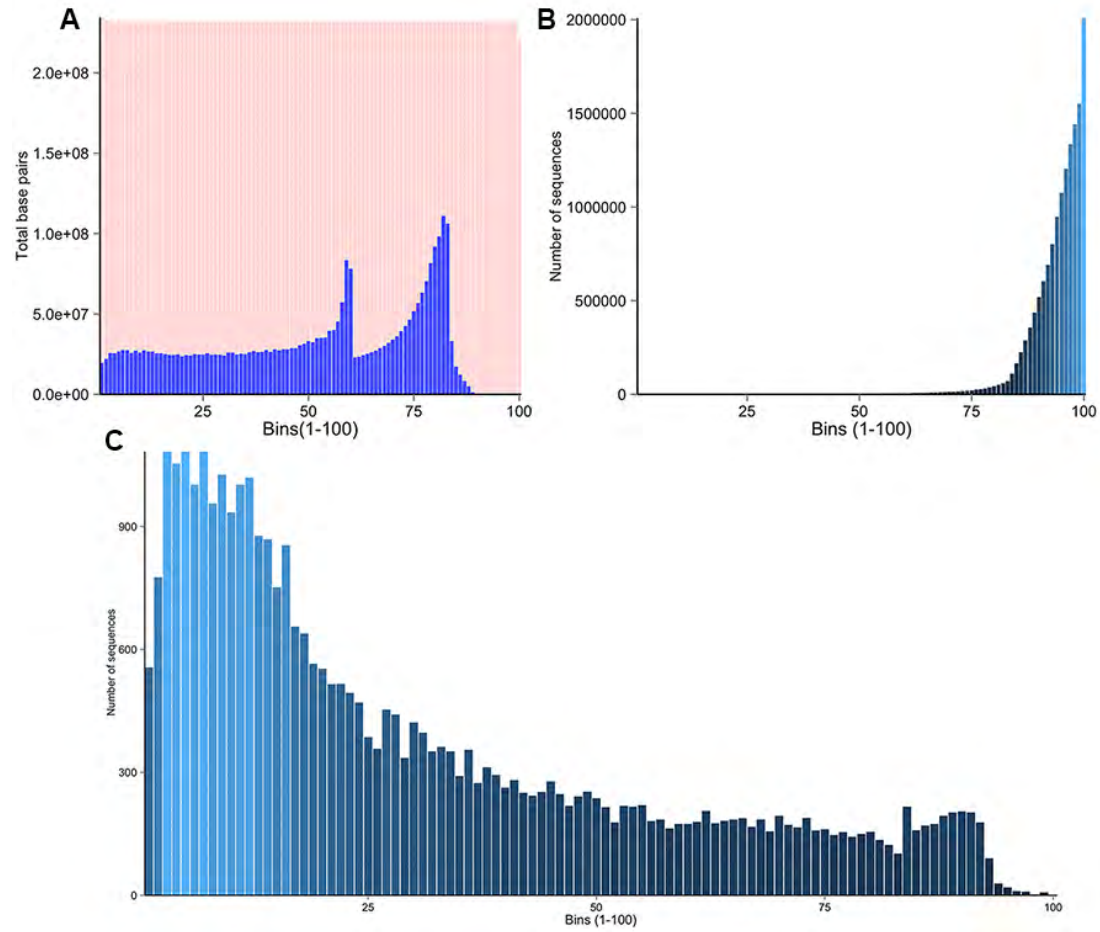 A
Total base pairs
2.0e+08
1.5e+08
1.0e+08
5.0e+07
0.0e+00
25
50
75
100
Bins(1-100)
B
Number of sequences
2000000
1500000
1000000
500000
0
25
50
75
100
Bins (1-100)
C
Number of sequences
900
600
300
0
25
50
75
100
Bins (1-100)